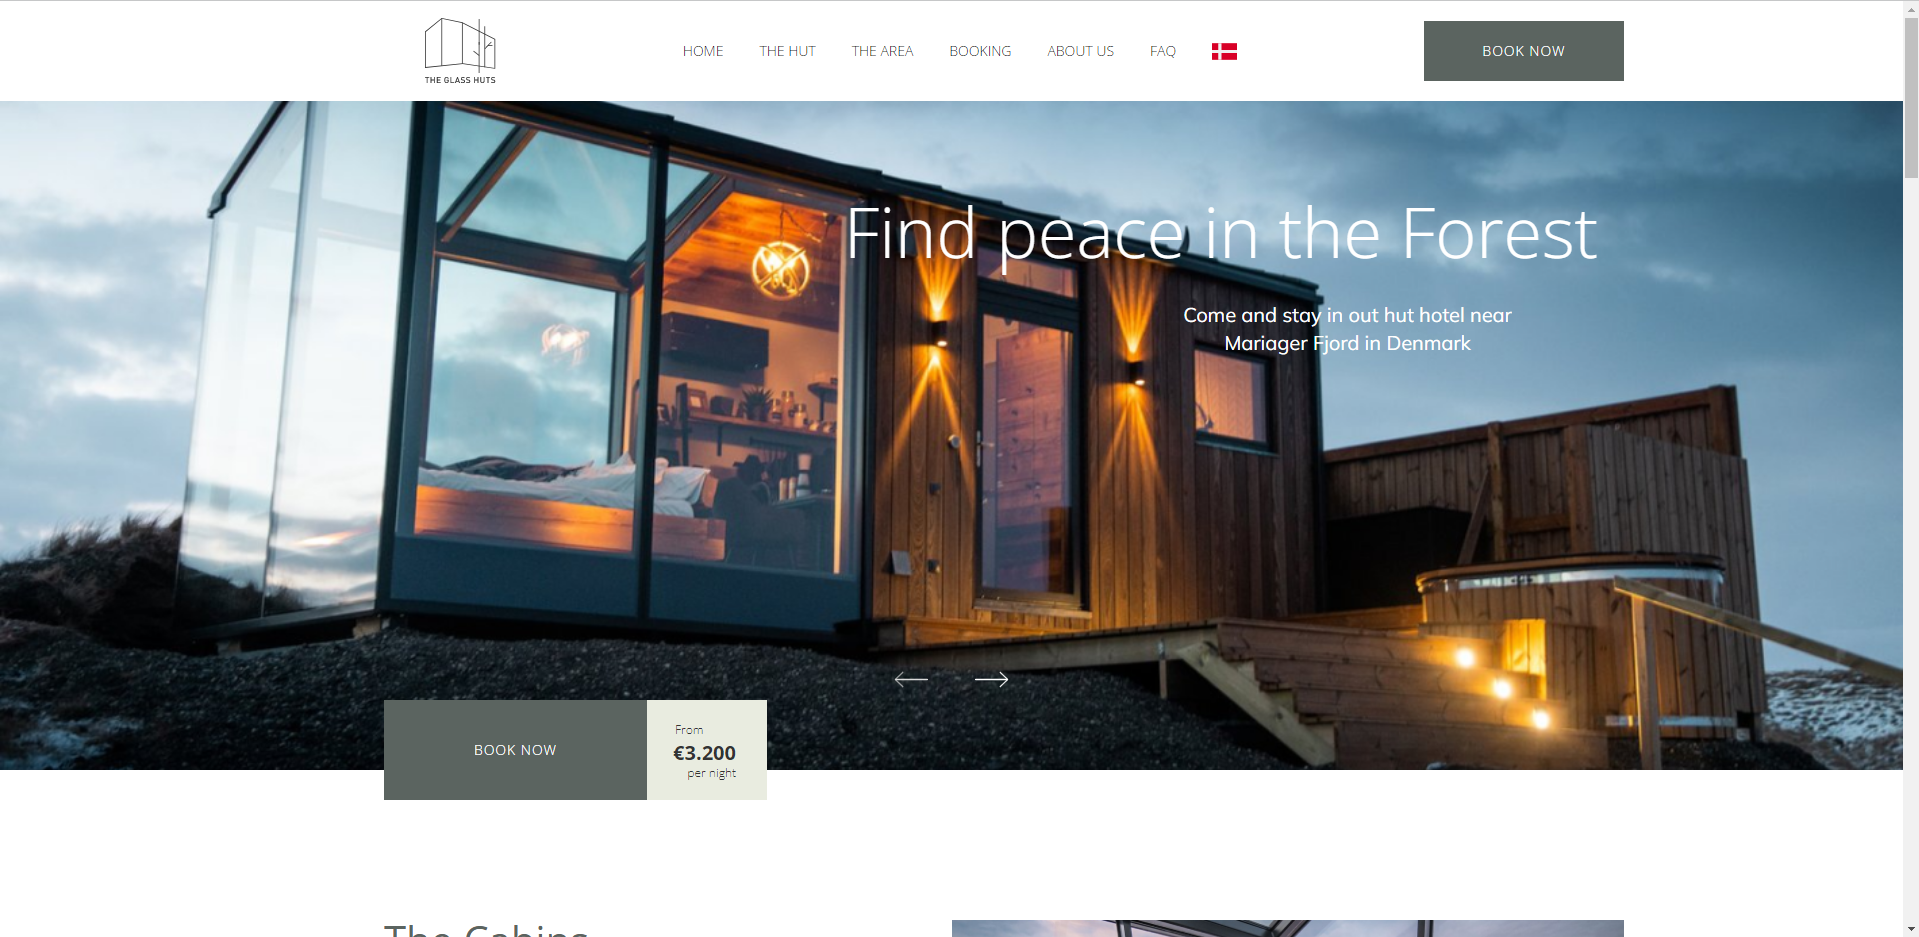 THE GLASS HUTS
HOME
THE HUT
THE AREA
BOOKING
ABOUT US
FAQ
BOOK NOW
Find peace in the Forest
Come and stay in out hut hotel near
Mariager Fjord in Denmark
BOOK NOW
From
€3.200
per night
The Cabins